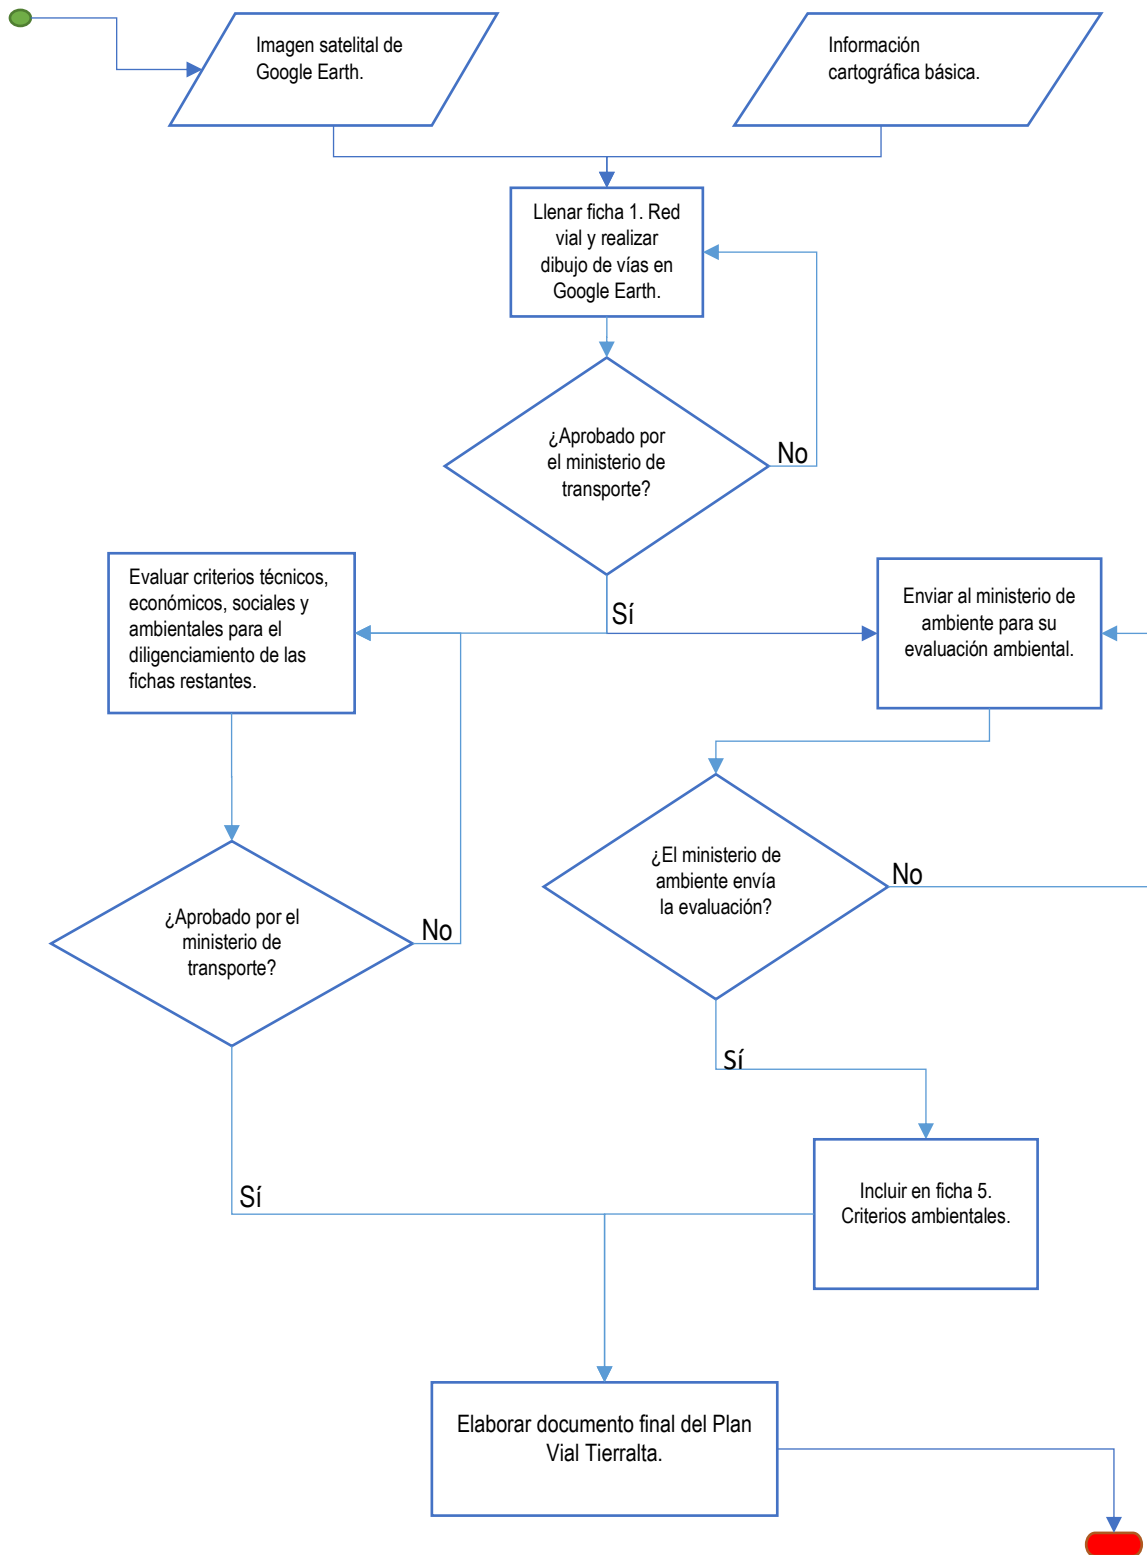 Imagen satelital de
Google Earth.
Información
cartográfica básica.
Llenar ficha 1. Red
vial y realizar
dibujo de vías en
Google Earth.
¿Aprobado por
el ministerio de
transporte?
No
Sí
Evaluar criterios técnicos,
económicos, sociales y
ambientales para el
diligenciamiento de las
fichas restantes.
Enviar al ministerio de
ambiente para su
evaluación ambiental.
¿El ministerio de
ambiente envía
la evaluación?
No
¿Aprobado por el
ministerio de
transporte?
No
Sí
Sí
Incluir en ficha 5.
Criterios ambientales.
Elaborar documento final del Plan
Vial Tierralta.